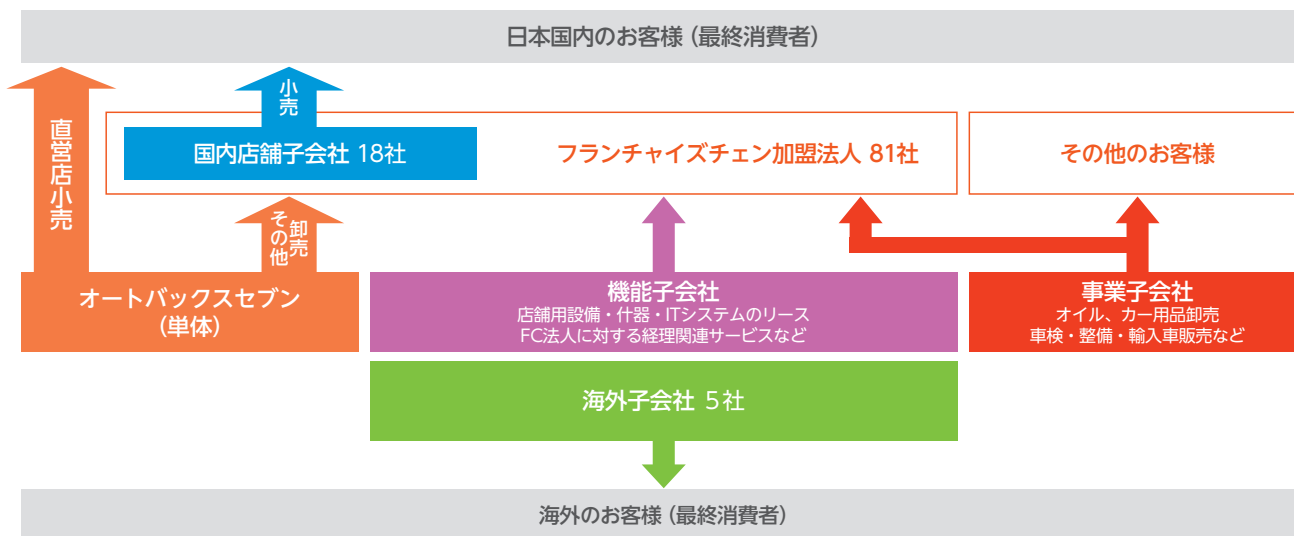 日本国内のお客様（最終消費者）
小売
直営店小売
国内店舗子会社 18社
フランチャイズチェン加盟法人 81社
その他のお客様
卸売
その他
オートバックスセブン
（単体）
機能子会社
店舗用設備・什器・ITシステムのリース
FC法人に対する経理関連サービスなど
事業子会社
オイル、カー用品卸売
車検・整備・輸入車販売など
海外子会社 5社
海外のお客様（最終消費者）